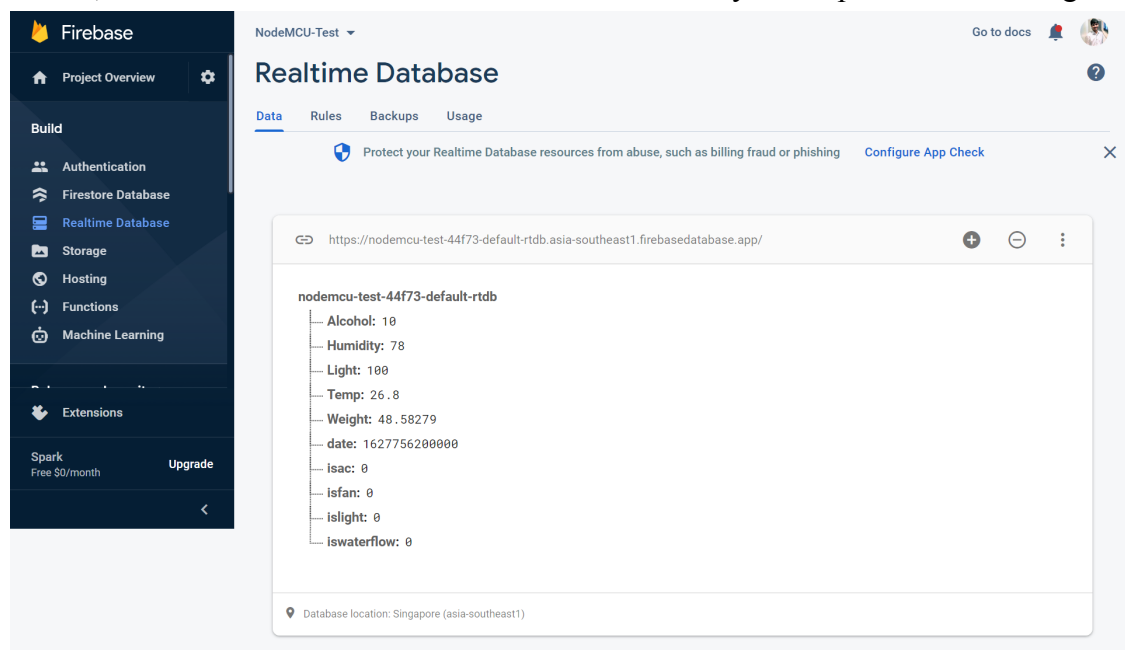 Firebase
Project Overview
Build
Authentication
Firestore Database
Realtime Database
Storage
Hosting
Functions
Machine Learning
Extensions
Spark
Free $0/month
Upgrade
NodeMCU-Test
Go to docs
Realtime Database
Data Rules Backups Usage
Protect your Realtime Database resources from abuse, such as billing fraud or phishing Configure App Check
https://nodemcu-test-44f73-default-rtdb.asia-southeast1.firebasedatabase.app/
nodemcu-test-44f73-default-rtdb
Alcohol: 10
Humidity: 78
Light: 100
Temp: 26.8
Weight: 48.58279
date: 1627756200000
isac: 0
isfan: 0
islight: 0
iswaterflow: 0
Database location: Singapore (asia-southeast1)